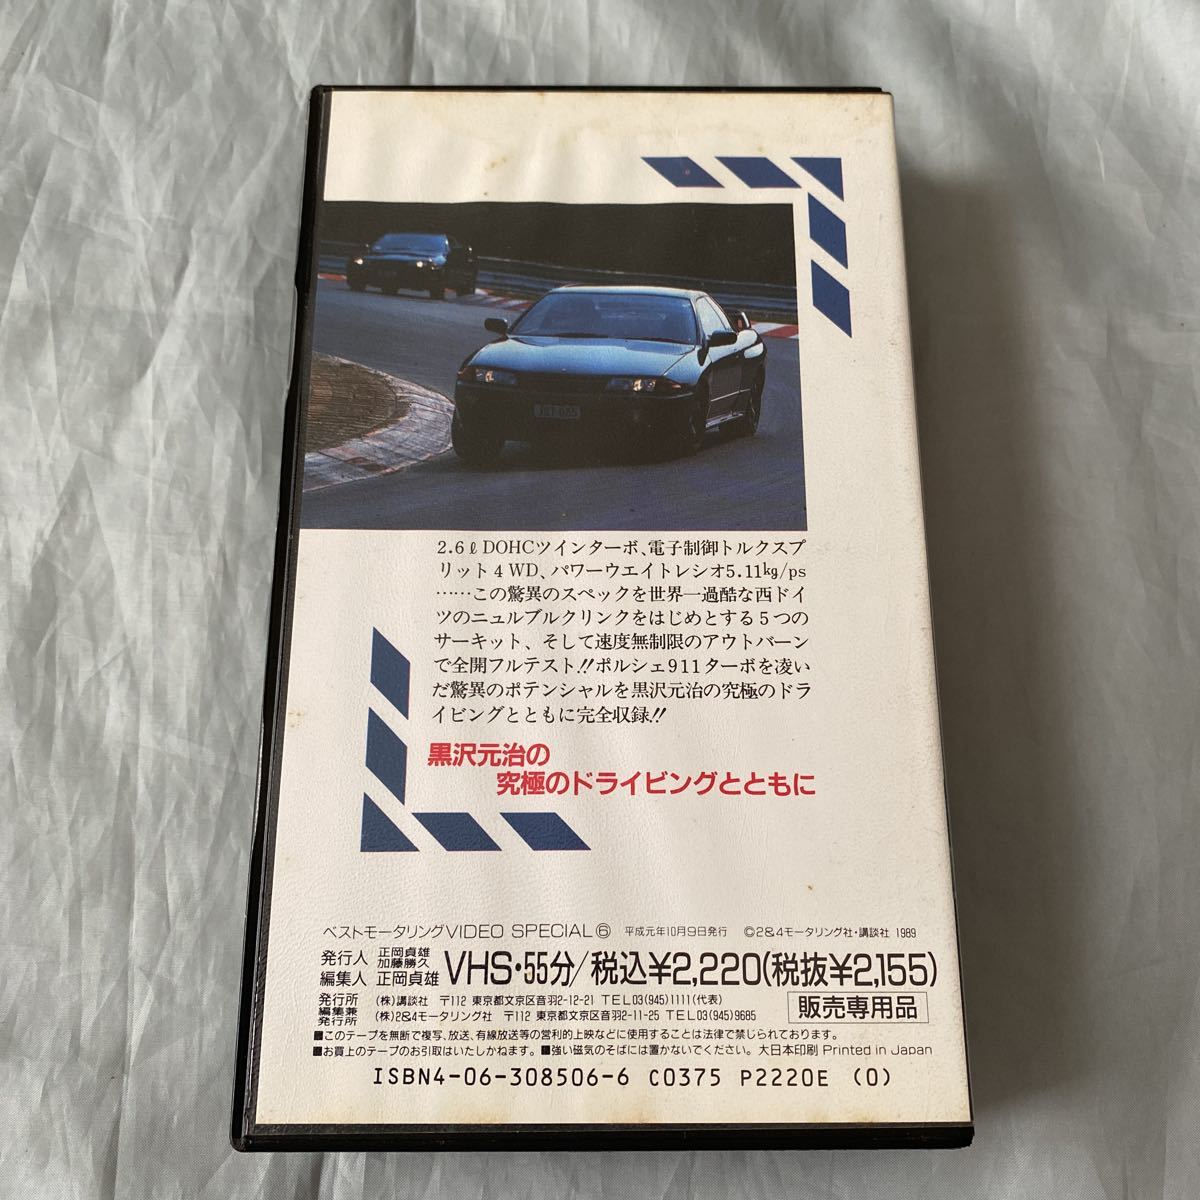 2.6ℓDOHCツインターボ、電子制御トルクスプ
リット4WD、パワーウエイトレシオ5.11kg/ps
……この驚異のスペックを世界一過酷な西ドイ
ツのニュルブルクリンクをはじめとする5つの
サーキット、そして速度無制限のアウトバーン
で全開フルテスト!!ポルシェ911ターボを凌い
だ驚異のポテンシャルを黒沢元治の究極のドラ
イビングとともに完全収録!!
黒沢元治の
究極のドライビングとともに
ベストモータリングVIDEO SPECIAL⑥ 平成元年10月9日発行 ©2&4モータリング社・講談社 1989
発行人 正岡貞雄
加藤勝久
編集人 正岡貞雄
VHS・55分/税込¥2,220(税抜¥2,155)
発行所 (株)講談社 〒112 東京都文京区音羽2-12-21 TEL03(945)1111(代表)
編集兼
発行所 (株)2&4モータリング社 〒112 東京都文京区音羽2-11-25 TEL03(945)9685
販売専用品
■このテープを無断で複写、放送、有線放送等の営利的上映などに使用することは法律で禁じられております。
■お買上のテープのお引取はいたしかねます。■強い磁気のそばには置かないでください。大日本印刷 Printed in Japan
ISBN4-06-308506-6 C0375 P2220E (0)